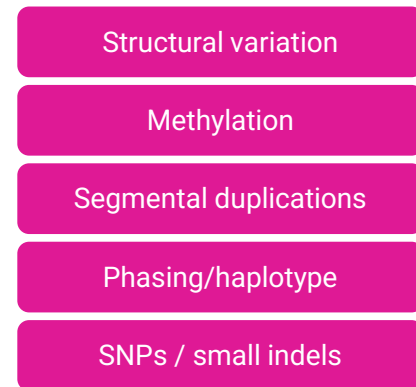 Structural variation
Methylation
Segmental duplications
Phasing/haplotype
SNPs / small indels